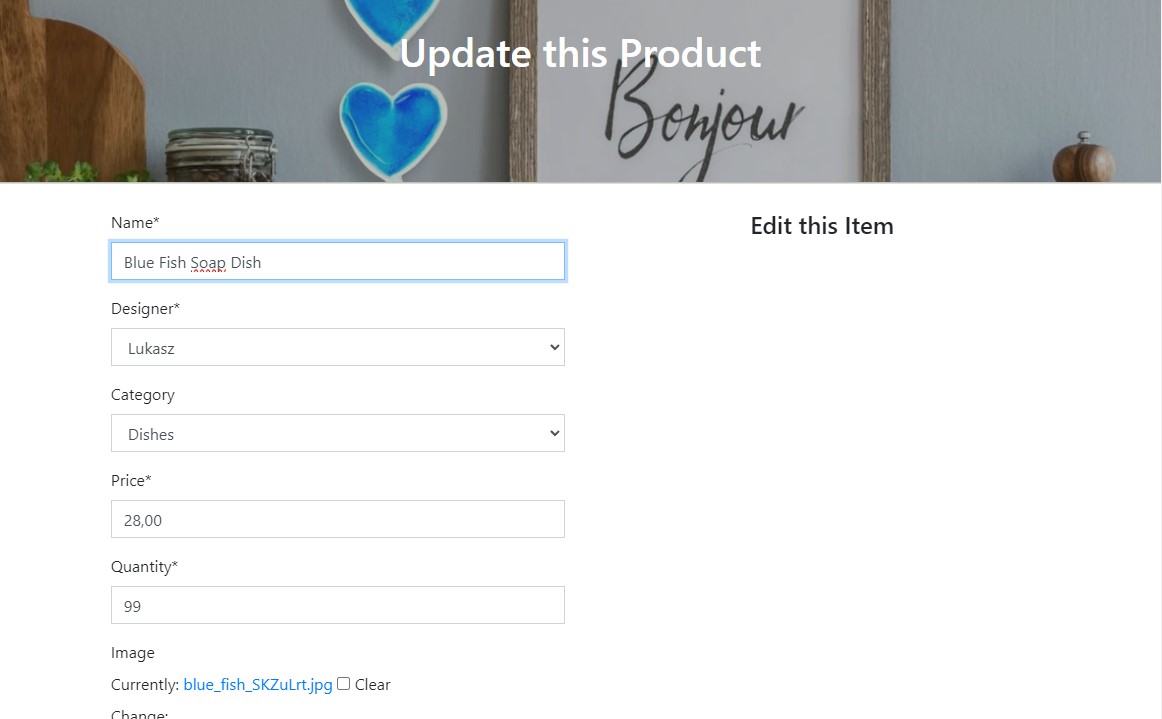 Update this Product
Bonjour
Name*
Edit this Item
Blue Fish Soap Dish
Designer*
Lukasz
Category
Dishes
Price*
28,00
Quantity*
99
Image
Currently: blue_fish_SKZuLrt.jpg Clear
Change: